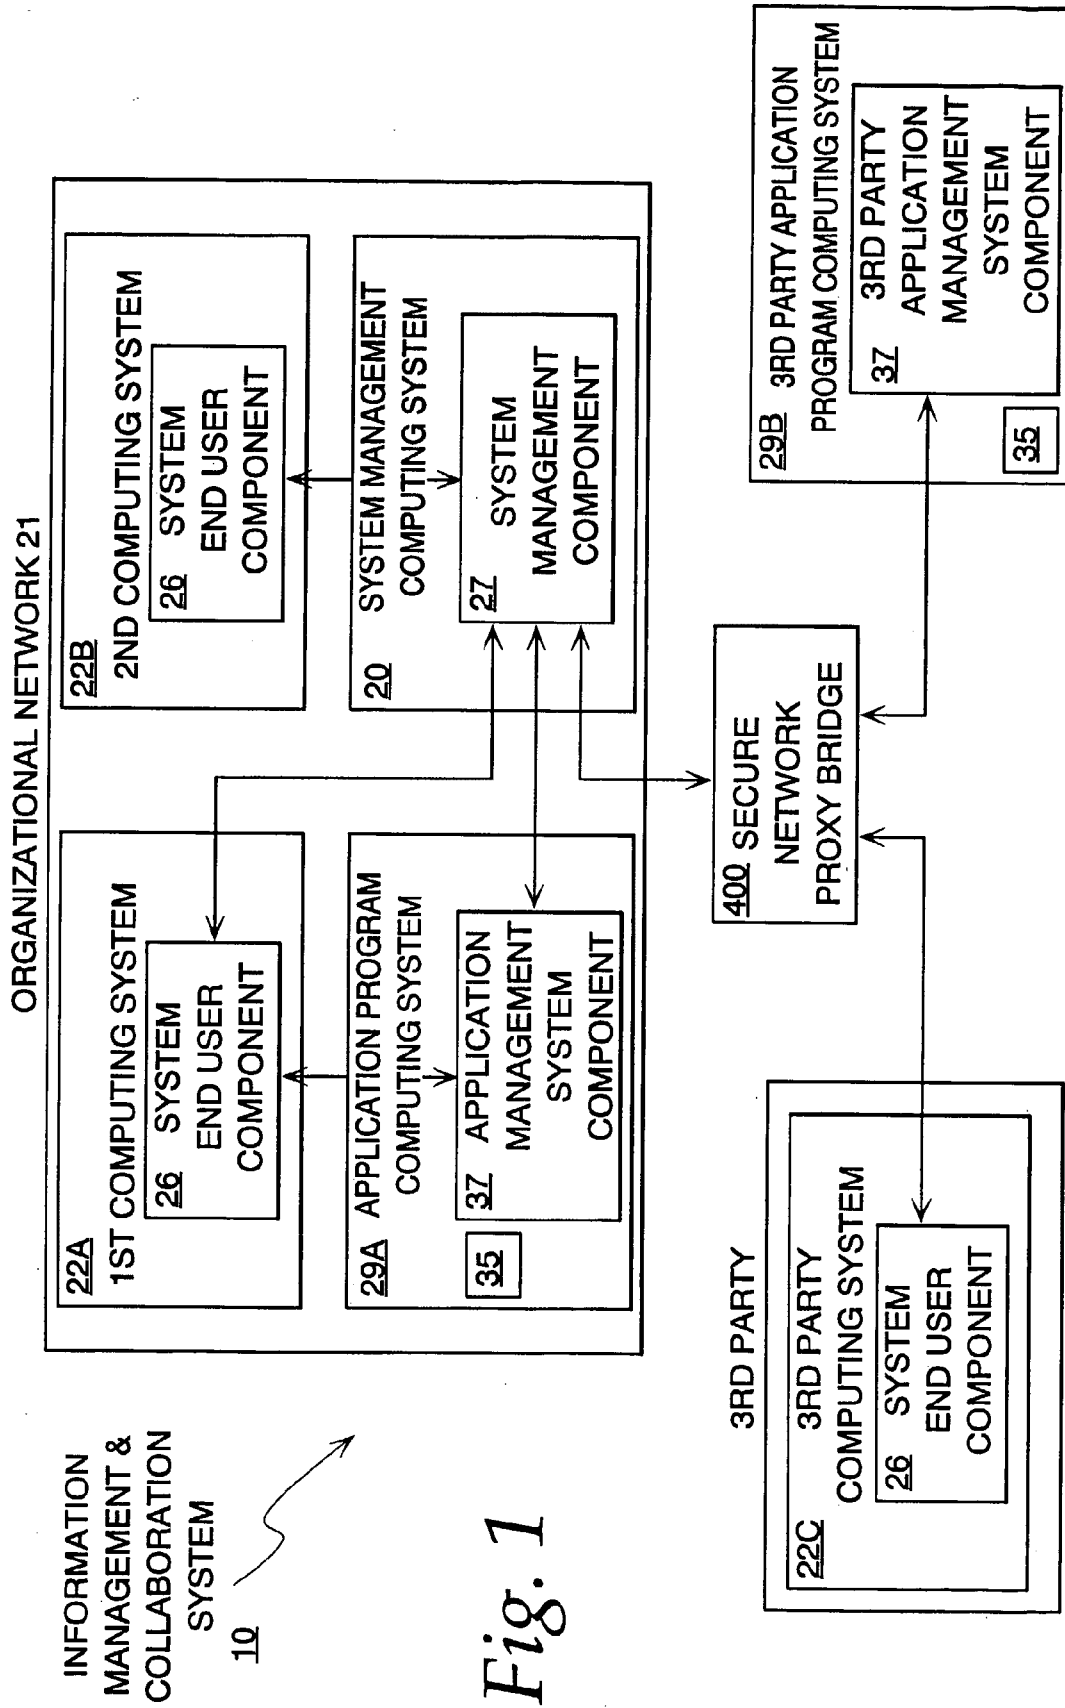 ORGANIZATIONAL NETWORK 21
INFORMATION
MANAGEMENT &
COLLABORATION
SYSTEM
10
22A
1ST COMPUTING SYSTEM
26 SYSTEM
END USER
COMPONENT
22B
2ND COMPUTING SYSTEM
26 SYSTEM
END USER
COMPONENT
29A APPLICATION PROGRAM
COMPUTING SYSTEM
35
37 APPLICATION
MANAGEMENT
SYSTEM
COMPONENT
20
SYSTEM MANAGEMENT
COMPUTING SYSTEM
27 SYSTEM
MANAGEMENT
COMPONENT
Fig. 1
3RD PARTY
22C
3RD PARTY
COMPUTING SYSTEM
26 SYSTEM
END USER
COMPONENT
400 SECURE
NETWORK
PROXY BRIDGE
29B 3RD PARTY APPLICATION
PROGRAM COMPUTING SYSTEM
35
37 3RD PARTY
APPLICATION
MANAGEMENT
SYSTEM
COMPONENT